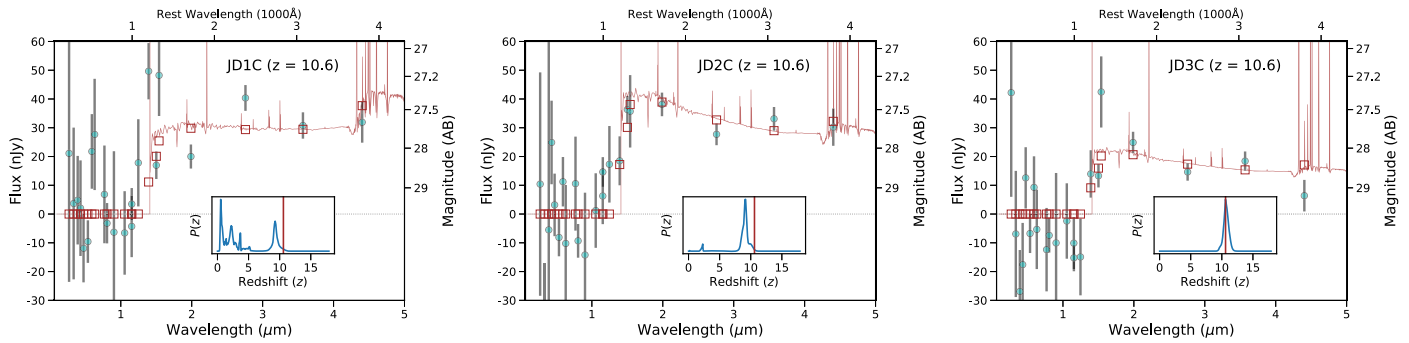 Rest Wavelength (1000Å)
1 2 3 4
JD1C (z = 10.6)
Flux (nJy)
60
50
40
30
20
10
0
-10
-20
-30
27
27.2
27.5
28
29
Magnitude (AB)
P(z)
0 5 10 15
Redshift (z)
1 2 3 4 5
Wavelength (μm)
Rest Wavelength (1000Å)
1 2 3 4
JD2C (z = 10.6)
Flux (nJy)
60
50
40
30
20
10
0
-10
-20
-30
27
27.2
27.5
28
29
Magnitude (AB)
P(z)
0 5 10 15
Redshift (z)
1 2 3 4 5
Wavelength (μm)
Rest Wavelength (1000Å)
1 2 3 4
JD3C (z = 10.6)
Flux (nJy)
60
50
40
30
20
10
0
-10
-20
-30
27
27.2
27.5
28
29
Magnitude (AB)
P(z)
0 5 10 15
Redshift (z)
1 2 3 4 5
Wavelength (μm)